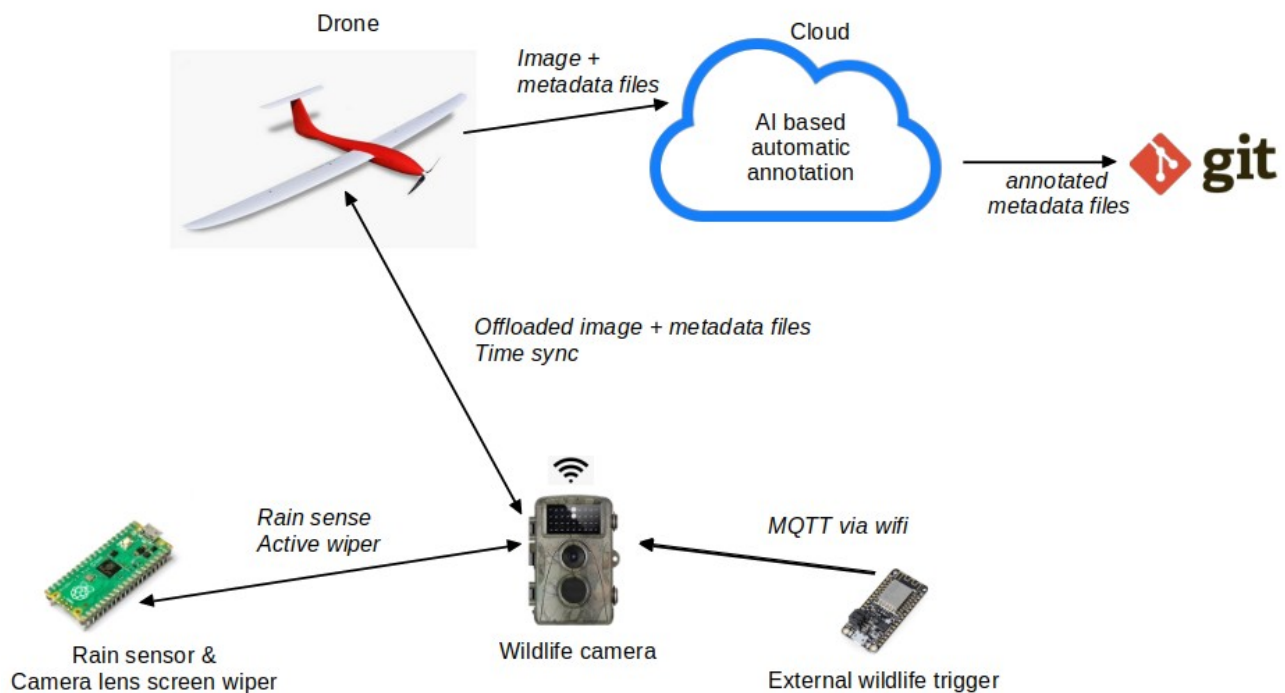 Drone
Cloud
Image +
metadata files
AI based
automatic
annotation
git
annotated
metadata files
Offloaded image + metadata files
Time sync
Rain sense
Active wiper
MQTT via wifi
Rain sensor &
Camera lens screen wiper
Wildlife camera
External wildlife trigger